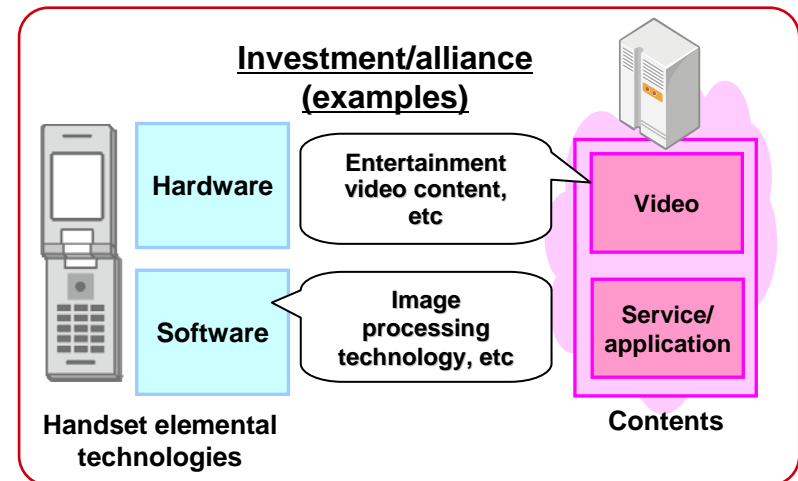 Investment/alliance
(examples)
Hardware
Entertainment
video content,
etc
Video
Software
Image
processing
technology, etc
Service/
application
Handset elemental
technologies
Contents